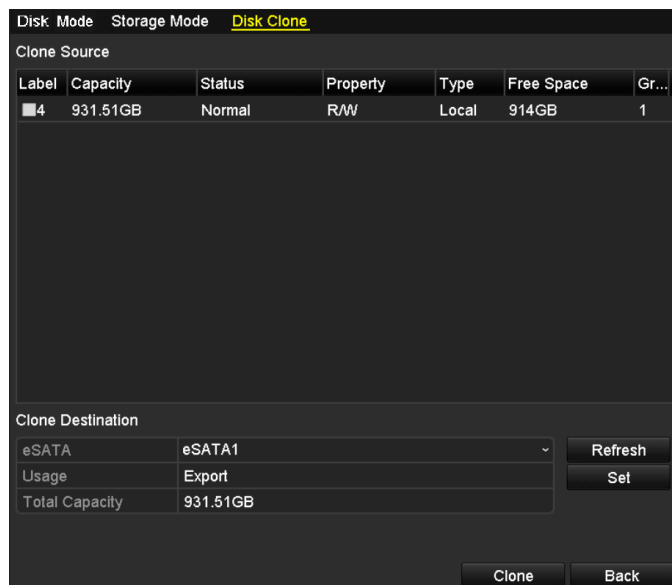 Disk Mode Storage Mode Disk Clone
Clone Source
Label Capacity Status Property Type Free Space Gr...
4 931.51GB Normal R/W Local 914GB 1
Clone Destination
eSATA eSATA1 Refresh
Usage Export Set
Total Capacity 931.51GB
Clone Back